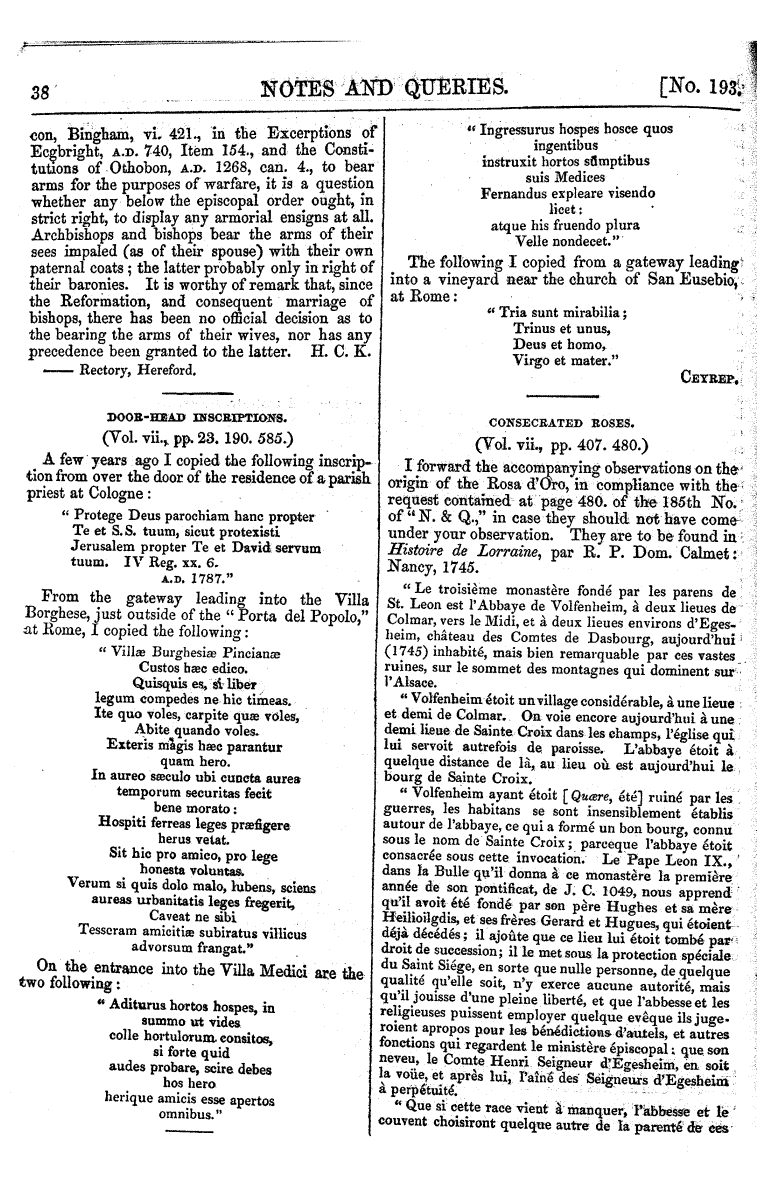 38
NOTES AND QUERIES.
[No. 193.
con, Bingham, vi. 421., in the Excerptions of
Ecgbright, A.D. 740, Item 154., and the Consti-
tutions of Othobon, A.D. 1268, can. 4., to bear
arms for the purposes of warfare, it is a question
whether any below the episcopal order ought, in
strict right, to display any armorial ensigns at all.
Archbishops and bishops bear the arms of their
sees impaled (as of their spouse) with their own
paternal coats; the latter probably only in right of
their baronies. It is worthy of remark that, since
the Reformation, and consequent marriage of
bishops, there has been no official decision as to
the bearing the arms of their wives, nor has any
precedence been granted to the latter. H. C. K.
—— Rectory, Hereford.
DOOR-HEAD INSCRIPTIONS.
(Vol. vii., pp. 23. 190. 585.)
A few years ago I copied the following inscrip-
tion from over the door of the residence of a parish
priest at Cologne:
"Protege Deus parochiam hanc propter
Te et S.S. tuum, sicut protexisti
Jerusalem propter Te et David servum
tuum. IV Reg. xx. 6.
A.D. 1787."
From the gateway leading into the Villa
Borghese, just outside of the "Porta del Popolo,"
at Rome, I copied the following:
"Villæ Burghesiæ Pincianæ
Custos hæc edico.
Quisquis es, si liber
legum compedes ne hic timeas.
Ite quo voles, carpite quæ voles,
Abite quando voles.
Exteris magis hæc parantur
quam hero.
In aureo sæculo ubi cuncta aurea
temporum securitas fecit
bene morato:
Hospiti ferreas leges præfigere
herus vetat.
Sit hic pro amico, pro lege
honesta voluntas.
Verum si quis dolo malo, lubens, sciens
aureas urbanitatis leges fregerit,
Caveat ne sibi
Tesseram amicitiæ subiratus villicus
advorsum frangat."
On the entrance into the Villa Medici are the
two following:
"Aditurus hortos hospes, in
summo ut vides
colle hortulorum consitos,
si forte quid
audes probare, scire debes
hos hero
herique amicis esse apertos
omnibus."
"Ingressurus hospes hosce quos
ingentibus
instruxit hortos sūmptibus
suis Medices
Fernandus expleare visendo
licet:
atque his fruendo plura
Velle nondecet."
The following I copied from a gateway leading
into a vineyard near the church of San Eusebio,
at Rome:
"Tria sunt mirabilia;
Trinus et unus,
Deus et homo,
Virgo et mater."
CEYREP.
CONSECRATED ROSES.
(Vol. vii., pp. 407. 480.)
I forward the accompanying observations on the
origin of the Rosa d'Oro, in compliance with the
request contained at page 480. of the 185th No.
of "N. & Q.," in case they should not have come
under your observation. They are to be found in
Histoire de Lorraine, par R. P. Dom. Calmet:
Nancy, 1745.
"Le troisième monastère fondé par les parens de
St. Leon est l'Abbaye de Volfenheim, à deux lieues de
Colmar, vers le Midi, et à deux lieues environs d'Eges-
heim, château des Comtes de Dasbourg, aujourd'hui
(1745) inhabité, mais bien remarquable par ces vastes
ruines, sur le sommet des montagnes qui dominent sur
l'Alsace.
"Volfenheim étoit un village considérable, à une lieue
et demi de Colmar. On voie encore aujourd'hui à une
demi lieue de Sainte Croix dans les champs, l'église qui
lui servoit autrefois de paroisse. L'abbaye étoit à
quelque distance de là, au lieu où est aujourd'hui le
bourg de Sainte Croix.
"Volfenheim ayant étoit [Quære, été] ruiné par les
guerres, les habitans se sont insensiblement établis
autour de l'abbaye, ce qui a formé un bon bourg, connu
sous le nom de Sainte Croix; parceque l'abbaye étoit
consacrée sous cette invocation. Le Pape Leon IX.,
dans la Bulle qu'il donna à ce monastère la première
année de son pontificat, de J. C. 1049, nous apprend
qu'il avoit été fondé par son père Hughes et sa mère
Heilioilgdis, et ses frères Gerard et Hugues, qui étoient
déjà décédés; il ajoûte que ce lieu lui étoit tombé par
droit de succession; il le met sous la protection spéciale
du Saint Siége, en sorte que nulle personne, de quelque
qualité qu'elle soit, n'y exerce aucune autorité, mais
qu'il jouisse d'une pleine liberté, et que l'abbesse et les
religieuses puissent employer quelque evêque ils juge-
roient apropos pour les bénédictions d'autels, et autres
fonctions qui regardent le ministère épiscopal: que son
neveu, le Comte Henri Seigneur d'Egesheim, en soit
la voüe, et après lui, l'aîné des Seigneurs d'Egesheim
à perpétuité.
"Que si cette race vient à manquer, l'abbesse et le
couvent choisiront quelque autre de la parenté de ces